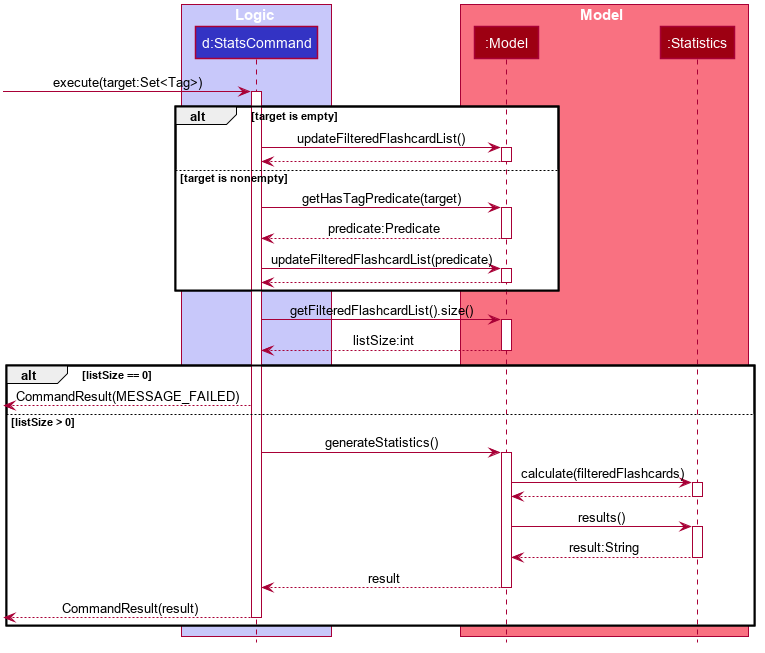 Logic
Model
d:StatsCommand
:Model
:Statistics
execute(target:Set<Tag>)
alt
[target is empty]
updateFilteredFlashcardList()
[target is nonempty]
getHasTagPredicate(target)
predicate:Predicate
updateFilteredFlashcardList(predicate)
getFilteredFlashcardList().size()
listSize:int
alt
[listSize == 0]
CommandResult(MESSAGE_FAILED)
[listSize > 0]
generateStatistics()
calculate(filteredFlashcards)
results()
result:String
result
CommandResult(result)